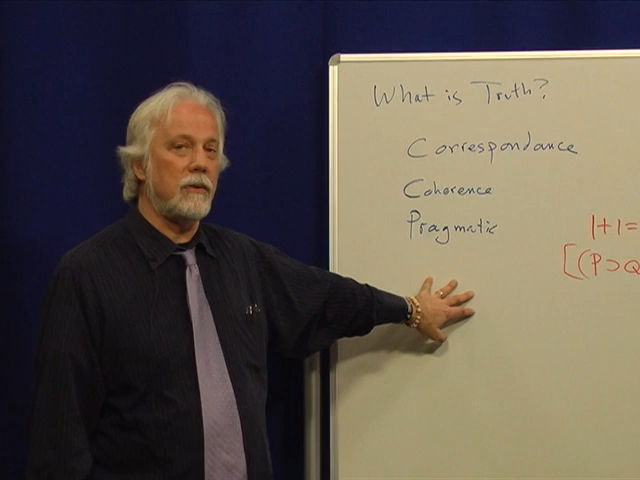 What is Truth?
Correspondance
Coherence
Pragmatic
1+1=
[(P⊃Q